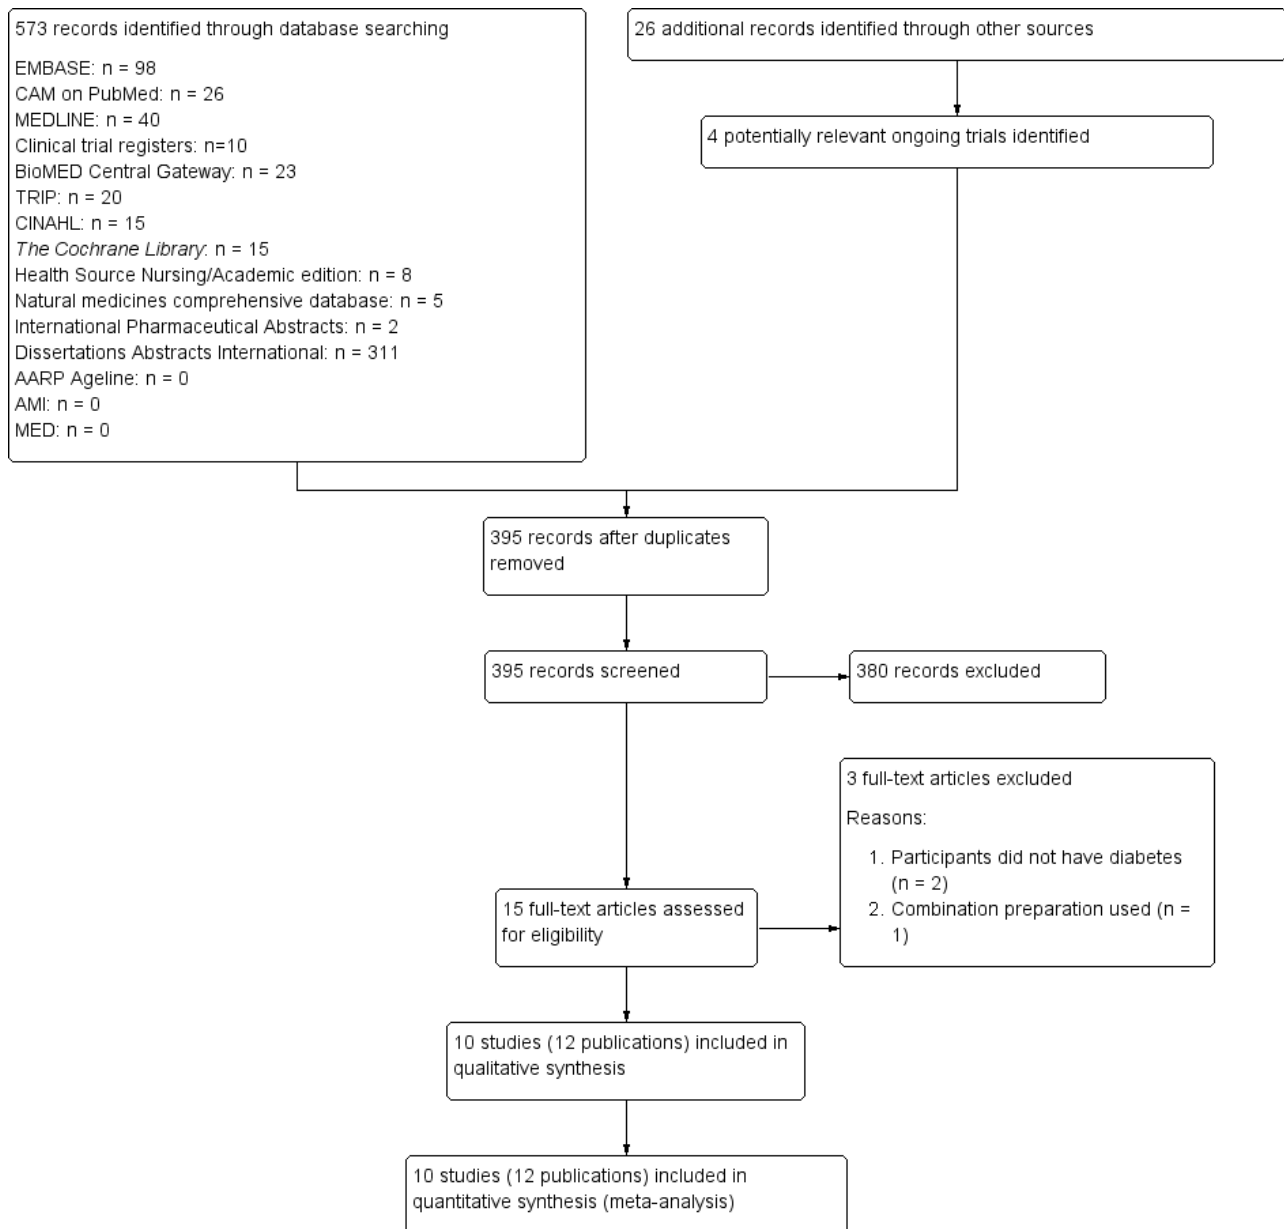 573 records identified through database searching
EMBASE: n = 98
CAM on PubMed: n = 26
MEDLINE: n = 40
Clinical trial registers: n=10
BioMED Central Gateway: n = 23
TRIP: n = 20
CINAHL: n = 15
The Cochrane Library: n = 15
Health Source Nursing/Academic edition: n = 8
Natural medicines comprehensive database: n = 5
International Pharmaceutical Abstracts: n = 2
Dissertations Abstracts International: n = 311
AARP Ageline: n = 0
AMI: n = 0
MED: n = 0
26 additional records identified through other sources
4 potentially relevant ongoing trials identified
395 records after duplicates
removed
395 records screened
380 records excluded
15 full-text articles assessed
for eligibility
3 full-text articles excluded
Reasons:
1. Participants did not have diabetes
(n = 2)
2. Combination preparation used (n =
1)
10 studies (12 publications) included in
qualitative synthesis
10 studies (12 publications) included in
quantitative synthesis (meta-analysis)